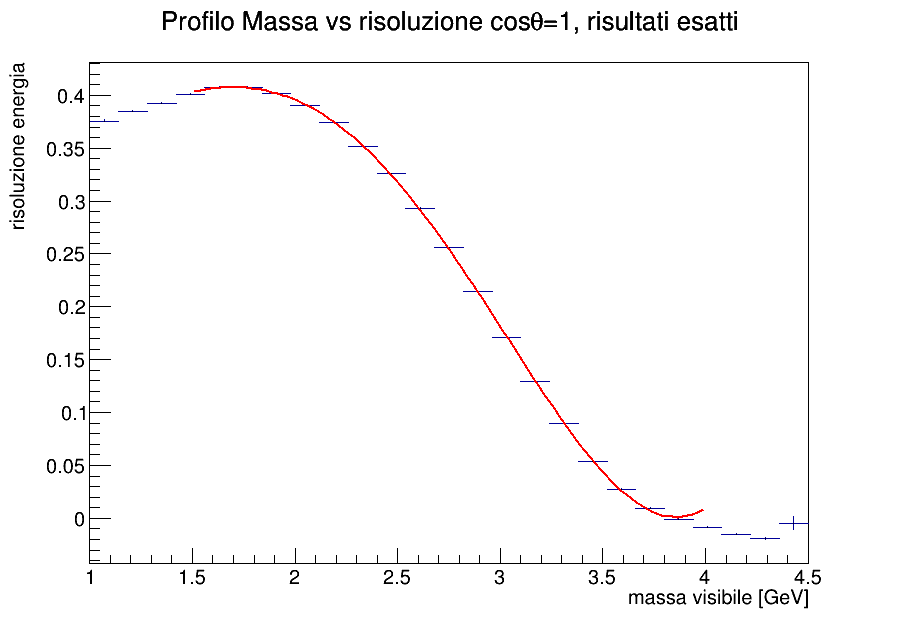 Profilo Massa vs risoluzione cosθ=1, risultati esatti
risoluzione energia
0.4
0.35
0.3
0.25
0.2
0.15
0.1
0.05
0
1 1.5 2 2.5 3 3.5 4 4.5
massa visibile [GeV]